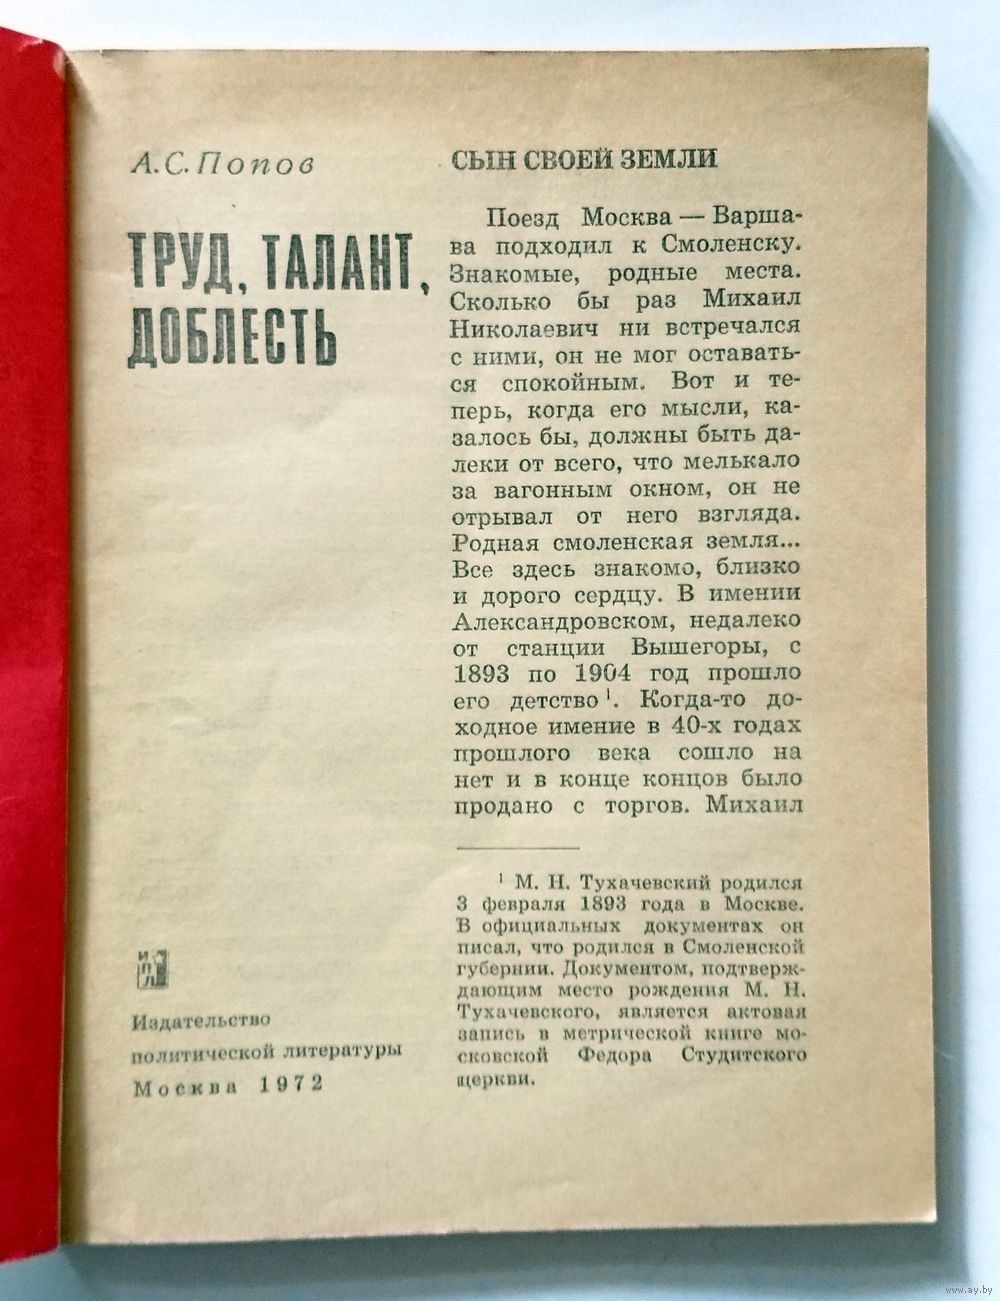 А.С.Попов
ТРУД, ТАЛАНТ,
ДОБЛЕСТЬ
ИПЛ
Издательство
политической литературы
Москва 1972
СЫН СВОЕЙ ЗЕМЛИ
Поезд Москва — Варша-
ва подходил к Смоленску.
Знакомые, родные места.
Сколько бы раз Михаил
Николаевич ни встречался
с ними, он не мог оставать-
ся спокойным. Вот и те-
перь, когда его мысли, ка-
залось бы, должны быть да-
леки от всего, что мелькало
за вагонным окном, он не
отрывал от него взгляда.
Родная смоленская земля...
Все здесь знакомо, близко
и дорого сердцу. В имении
Александровском, недалеко
от станции Вышегоры, с
1893 по 1904 год прошло
его детство¹. Когда-то до-
ходное имение в 40-х годах
прошлого века сошло на
нет и в конце концов было
продано с торгов. Михаил
¹ М. Н. Тухачевский родился
3 февраля 1893 года в Москве.
В официальных документах он
писал, что родился в Смоленской
губернии. Документом, подтверж-
дающим место рождения М. Н.
Тухачевского, является актовая
запись в метрической книге мо-
сковской Федора Студитского
церкви.
www.ay.by